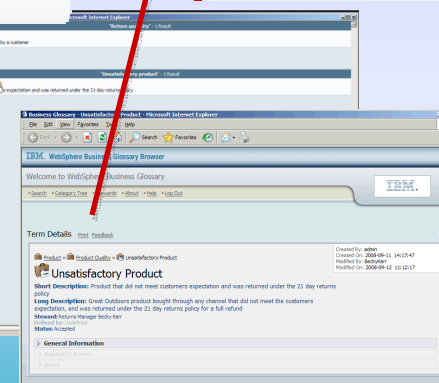 crosoft Internet Explorer
"Return quantity" - 1 Result
by a customer
"Unsatisfactory product" - 1 Result
expectation and was returned under the 21 day returns policy
Business Glossary - Unsatisfactory Product - Microsoft Internet Explorer
File Edit View Favorites Help
Search Favorites
IBM. WebSphere Business Glossary Browser
Welcome to WebSphere Business Glossary
IBM.
Search Category Tree About Help Log Out
Term Details Print Feedback
Product » Product Quality » Unsatisfactory Product
Created By: admin
Created On: 2008-09-11 14:17:47
Modified By: BeckyKerr
Modified On: 2008-09-12 11:12:17
Unsatisfactory Product
Short Description: Product that did not meet customers expectation and was returned under the 21 day returns
policy
Long Description: Great Outdoors product bought through any channel that did not meet the customers
expectation, and was returned under the 21 day returns policy for a full refund
Steward: Returns Manager Becky Kerr
Defined by: Undefined
Status: Accepted
General Information